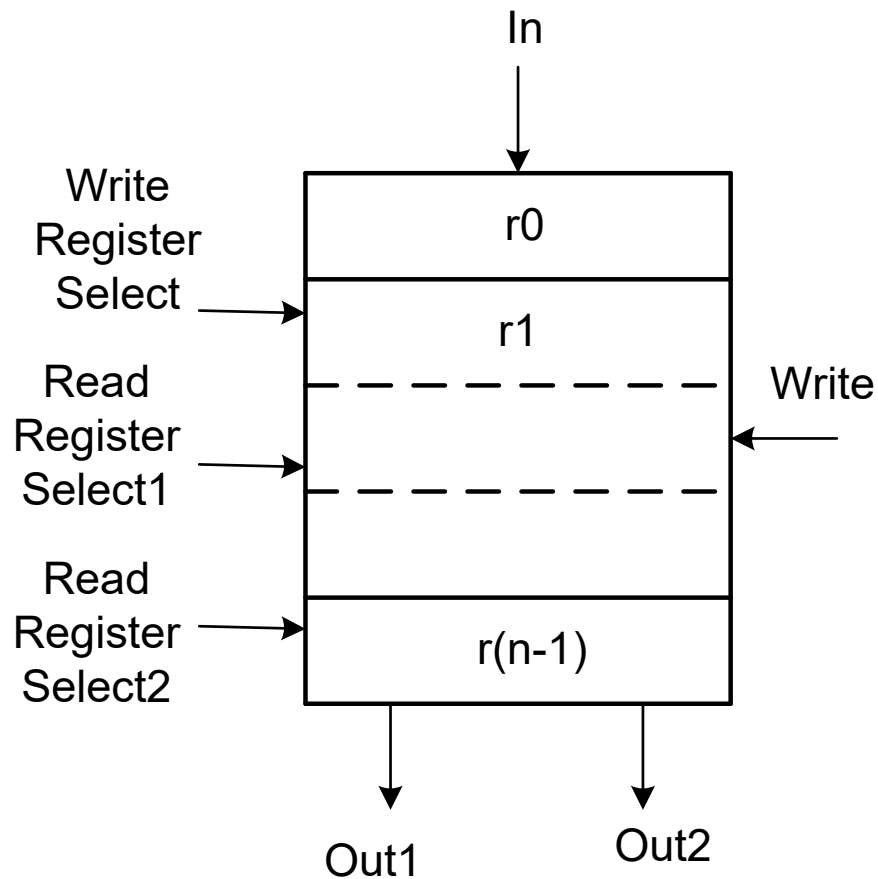 In
Write
Register
Select
r0
r1
Read
Register
Select1
Write
Read
Register
Select2
r(n-1)
Out1
Out2